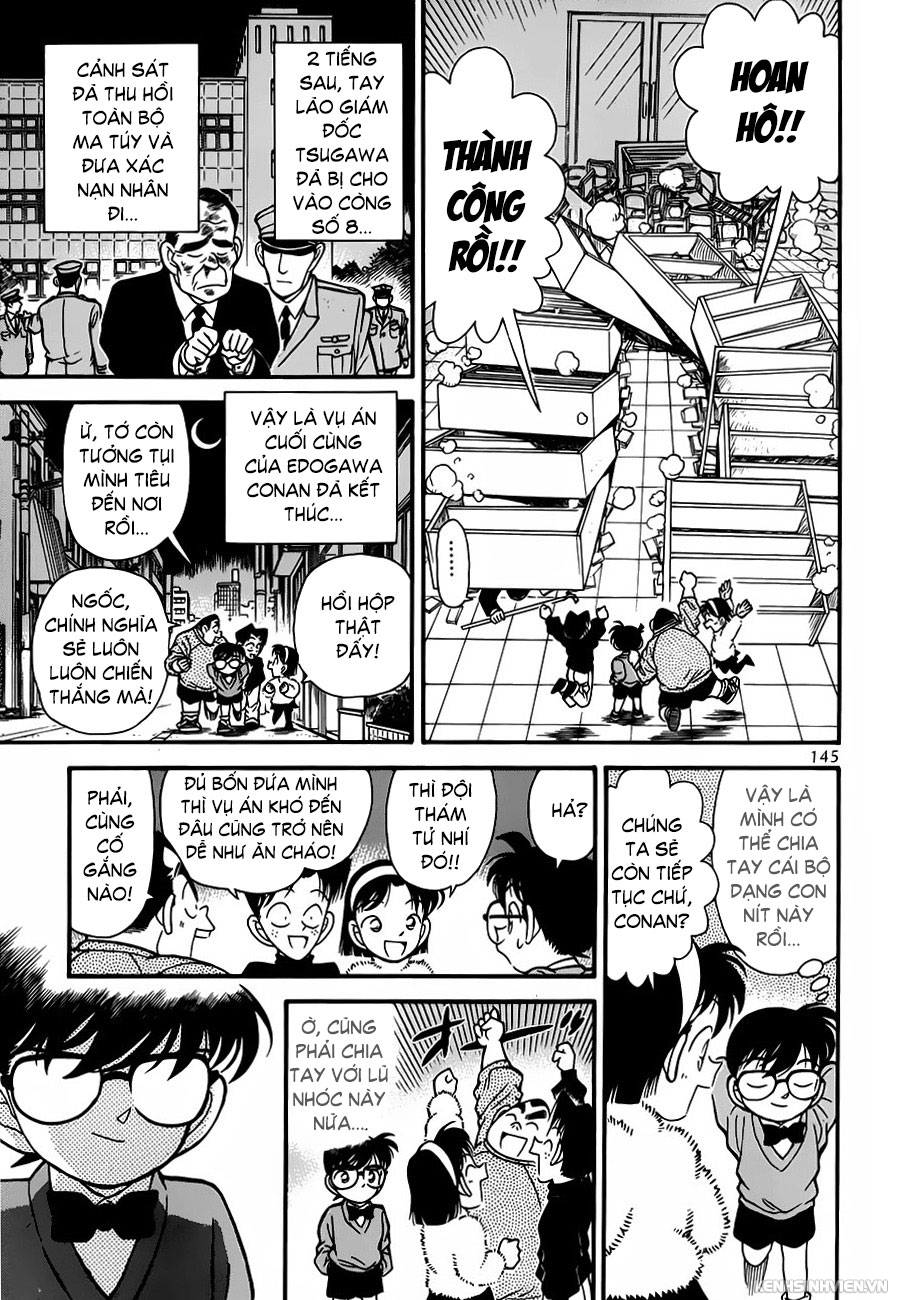 HOAN
HÔ!!
THÀNH
CÔNG
RỒI!!
.......
2 TIẾNG
SAU, TAY
LÃO GIÁM
ĐỐC
TSUGAWA
ĐÃ BỊ CHO
VÀO CÒNG
SỐ 8...
CẢNH SÁT
ĐÃ THU HỒI
TOÀN BỘ
MA TÚY VÀ
ĐƯA XÁC
NẠN NHÂN
ĐI...
VẬY LÀ VỤ ÁN
CUỐI CÙNG
CỦA EDOGAWA
CONAN ĐÃ KẾT
THÚC...
HỒI HỘP
THẬT
ĐẤY!
Ừ, TỚ CÒN
TƯỞNG TỤI
MÌNH TIÊU
ĐẾN NƠI
RỒI...
NGỐC,
CHÍNH NGHĨA
SẼ LUÔN
LUÔN CHIẾN
THẮNG MÀ!
145
VẬY LÀ
MÌNH CÓ
THỂ CHIA
TAY CÁI BỘ
DẠNG CON
NÍT NÀY
RỒI...
CHÚNG
TA SẼ
CÒN TIẾP
TỤC CHỨ,
CONAN?
HẢ?
THÌ ĐỘI
THÁM
TỬ NHÍ
ĐÓ!!
ĐỦ BỐN ĐỨA MÌNH
THÌ VỤ ÁN KHÓ ĐẾN
ĐÂU CŨNG TRỞ NÊN
DỄ NHƯ ĂN CHÁO!
PHẢI,
CÙNG
CỐ
GẮNG
NÀO!
Ờ, CŨNG
PHẢI CHIA
TAY VỚI LŨ
NHÓC NÀY
NỮA....
オーッ
KENHSINHVIEN.VN